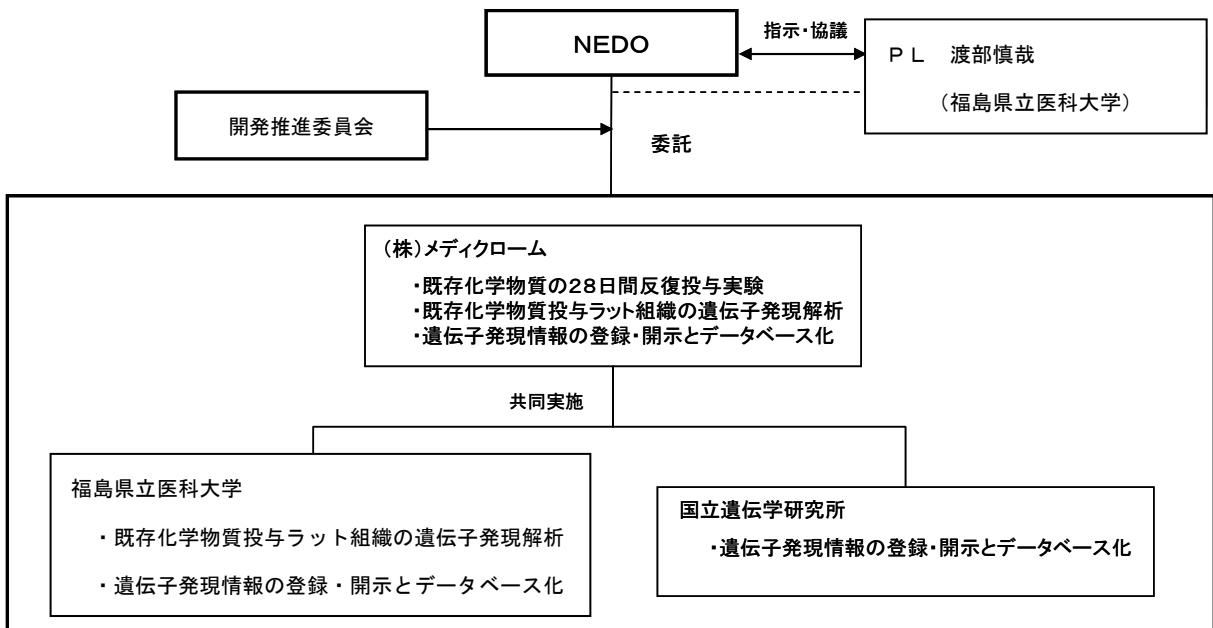 NEDO
指示・協議
ＰＬ　渡部慎哉
（福島県立医科大学）
開発推進委員会
委託
（株）メディクローム
・既存化学物質の２８日間反復投与実験
・既存化学物質投与ラット組織の遺伝子発現解析
・遺伝子発現情報の登録・開示とデータベース化
共同実施
福島県立医科大学
・既存化学物質投与ラット組織の遺伝子発現解析
・遺伝子発現情報の登録・開示とデータベース化
国立遺伝学研究所
・遺伝子発現情報の登録・開示とデータベース化